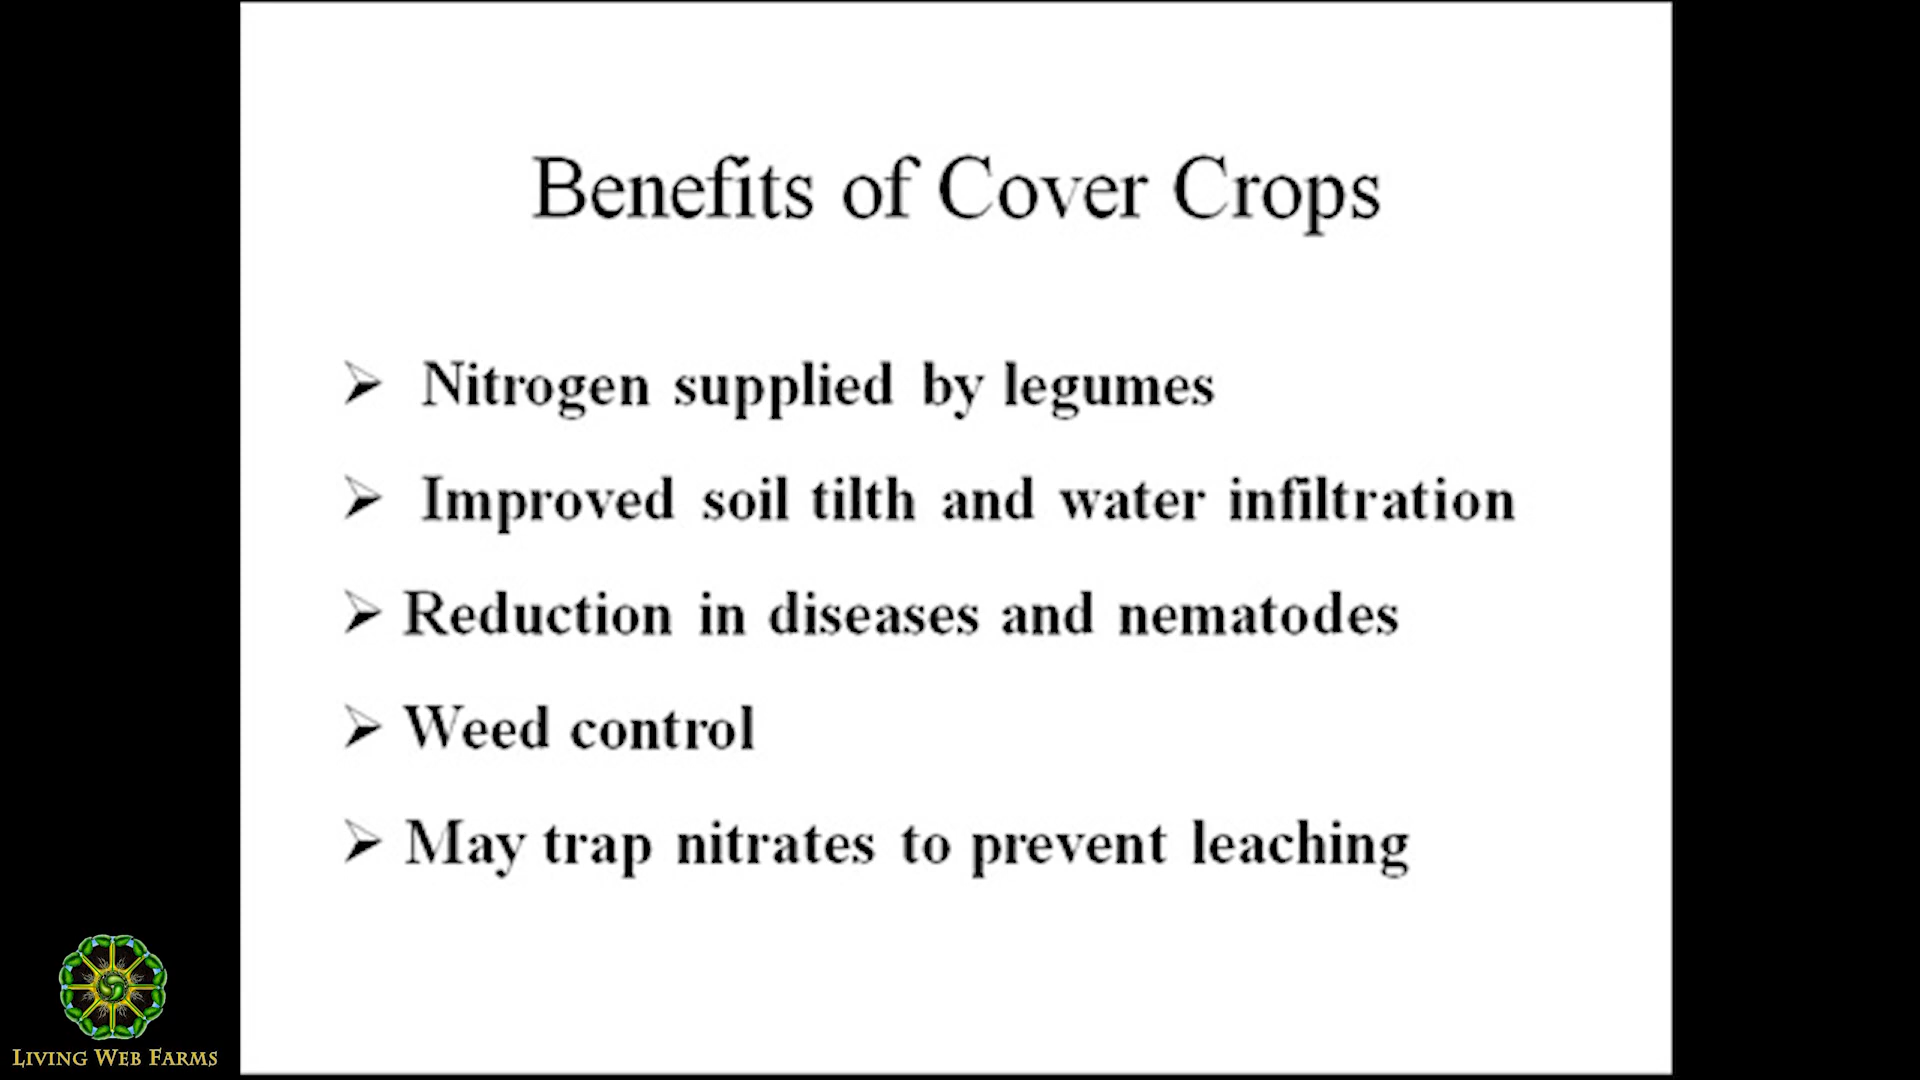 Benefits of Cover Crops
➢ Nitrogen supplied by legumes
➢ Improved soil tilth and water infiltration
➢ Reduction in diseases and nematodes
➢ Weed control
➢ May trap nitrates to prevent leaching
LIVING WEB FARMS